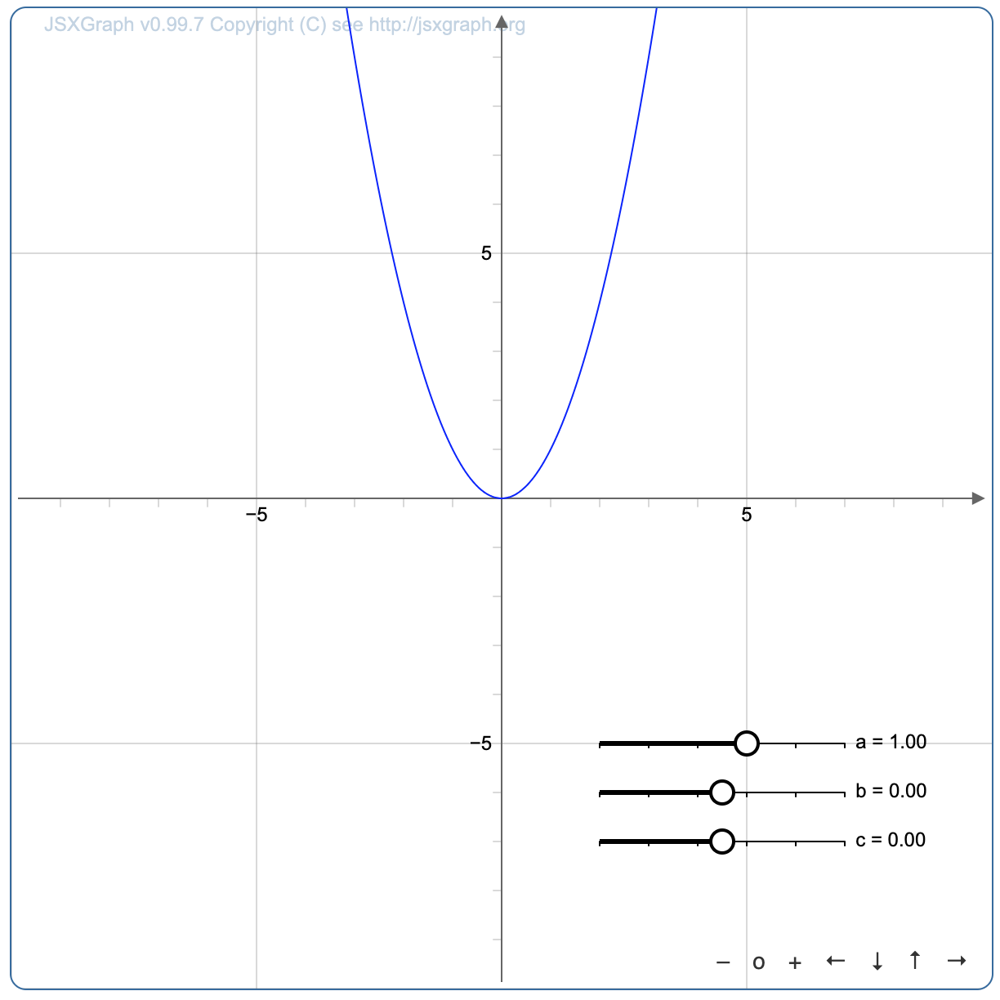 JSXGraph v0.99.7 Copyright (C) see http://jsxgraph.org
5
−5
5
−5
a = 1.00
b = 0.00
c = 0.00
− o + ← ↓ ↑ →